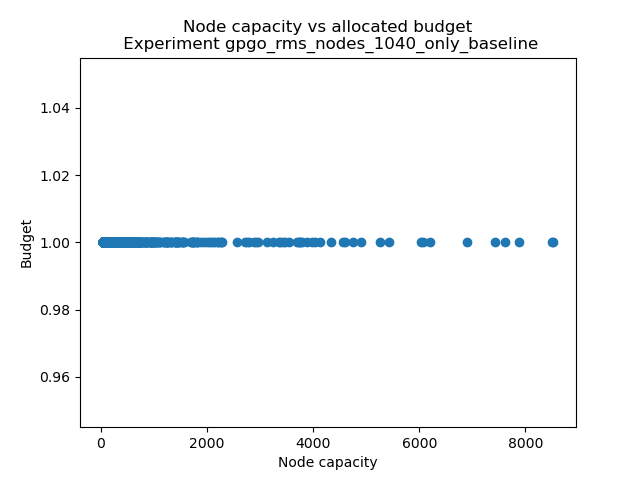 Node capacity vs allocated budget
Experiment gpgo_rms_nodes_1040_only_baseline
1.04
1.02
1.00
0.98
0.96
Budget
0
2000
4000
6000
8000
Node capacity